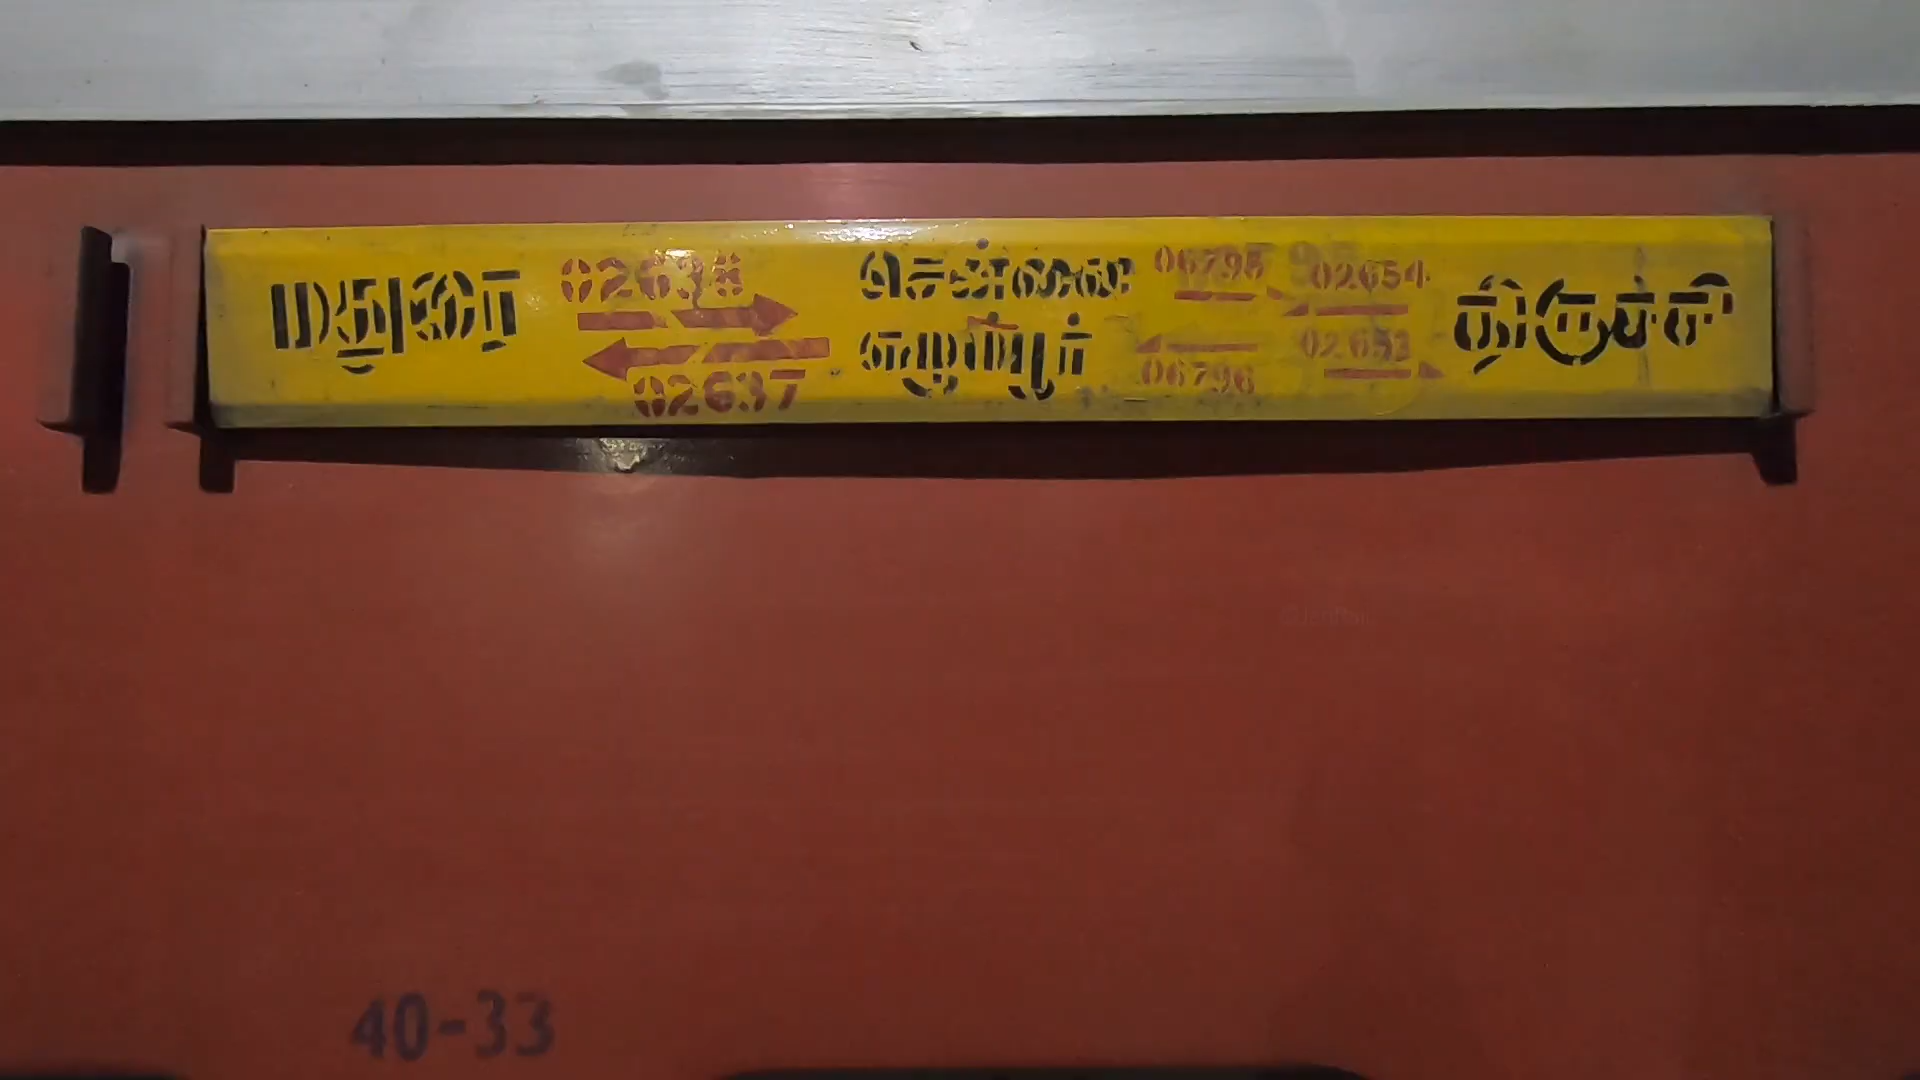 மதுரை
02638
02637
சென்னை
எழும்பூர்
06795 02654
06796 02653
திருச்சி
40-33